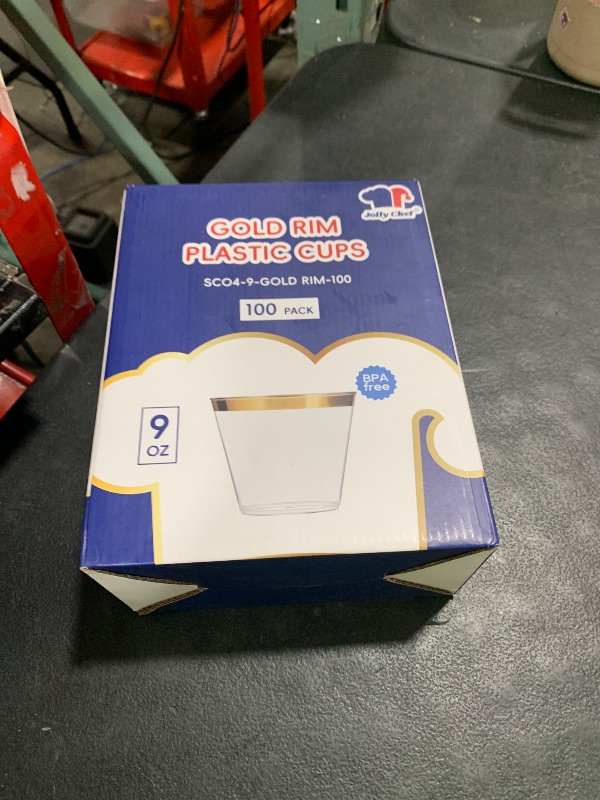 Jolly Chef
GOLD RIM
PLASTIC CUPS
SCO4-9-GOLD RIM-100
100 PACK
BPA
free
9
OZ